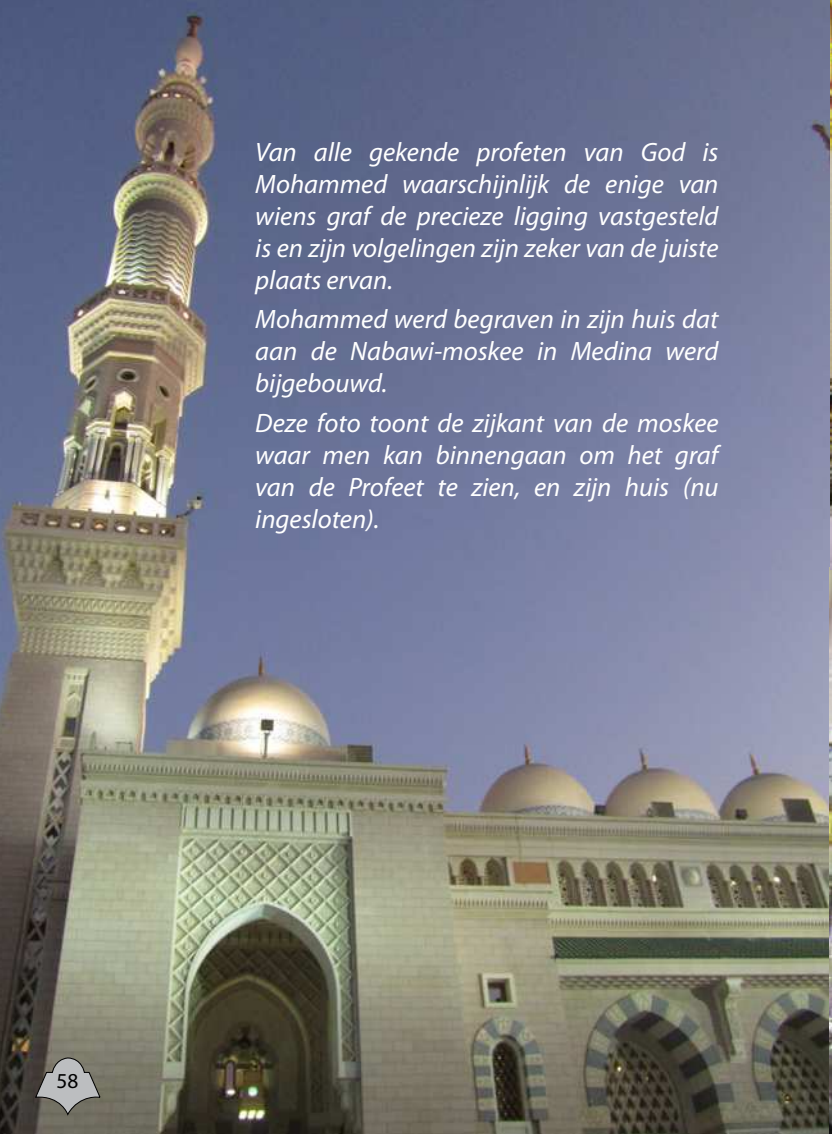 Van alle gekende profeten van God is
Mohammed waarschijnlijk de enige van
wiens graf de precieze ligging vastgesteld
is en zijn volgelingen zijn zeker van de juiste
plaats ervan.
Mohammed werd begraven in zijn huis dat
aan de Nabawi-moskee in Medina werd
bijgebouwd.
Deze foto toont de zijkant van de moskee
waar men kan binnengaan om het graf
van de Profeet te zien, en zijn huis (nu
ingesloten).
58